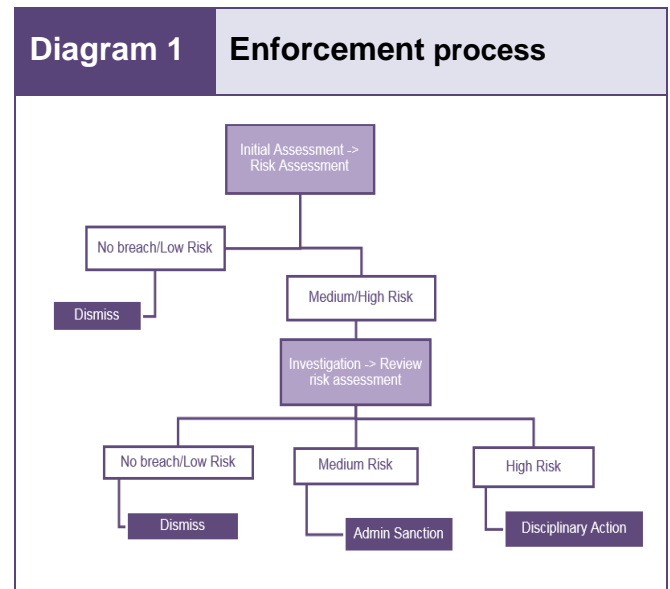 Diagram 1
Enforcement process
Initial Assessment ->
Risk Assessment
No breach/Low Risk
Dismiss
Medium/High Risk
Investigation -> Review
risk assessment
No breach/Low Risk
Medium Risk
High Risk
Dismiss
Admin Sanction
Disciplinary Action